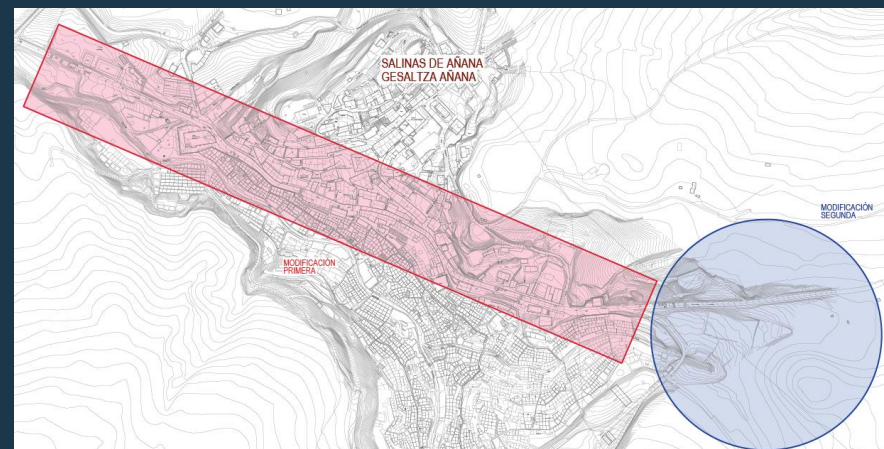 SALINAS DE AÑANA
GESALTZA AÑANA
MODIFICACIÓN
SEGUNDA
MODIFICACIÓN
PRIMERA